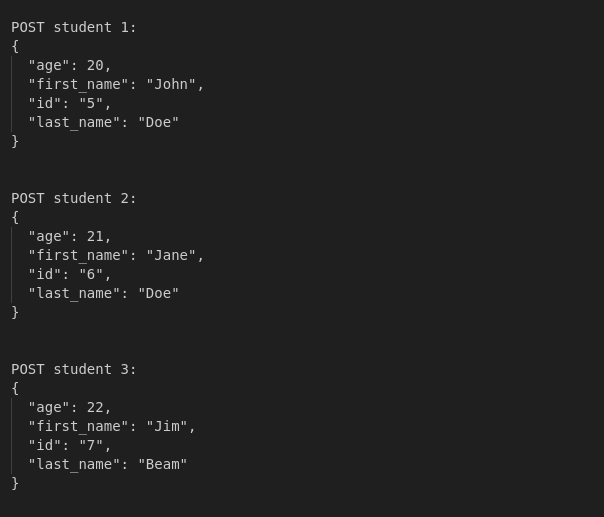 POST student 1:
{
  "age": 20,
  "first_name": "John",
  "id": "5",
  "last_name": "Doe"
}
POST student 2:
{
  "age": 21,
  "first_name": "Jane",
  "id": "6",
  "last_name": "Doe"
}
POST student 3:
{
  "age": 22,
  "first_name": "Jim",
  "id": "7",
  "last_name": "Beam"
}